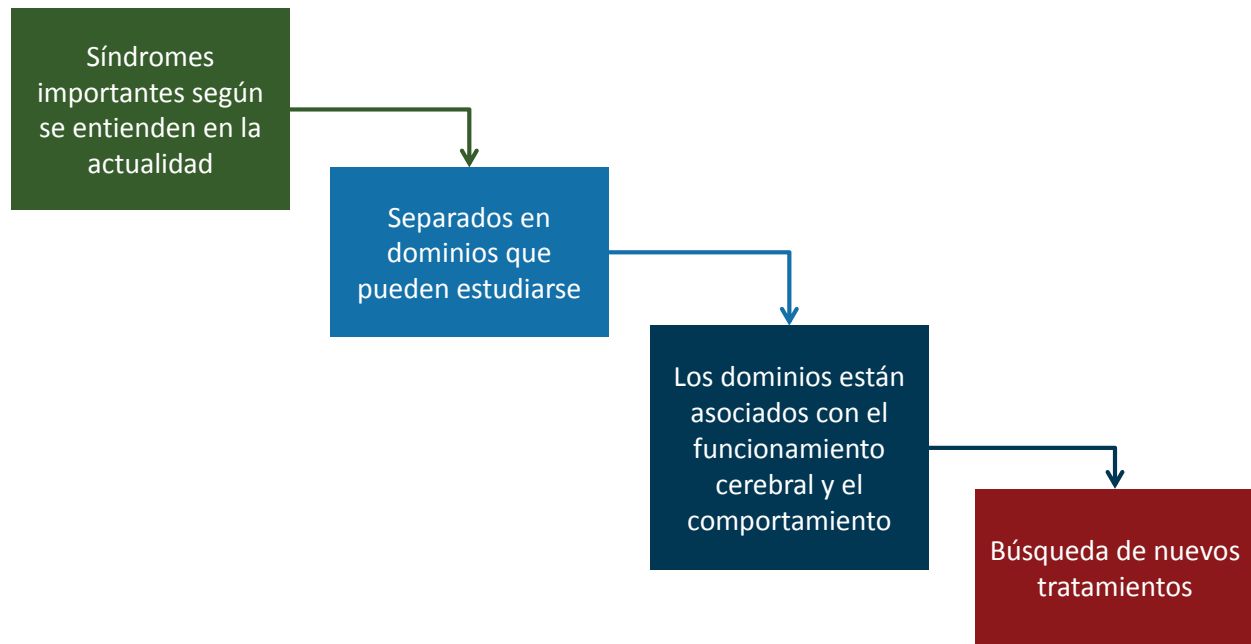 Síndromes
importantes según
se entienden en la
actualidad
Separados en
dominios que
pueden estudiarse
Los dominios están
asociados con el
funcionamiento
cerebral y el
comportamiento
Búsqueda de nuevos
tratamientos